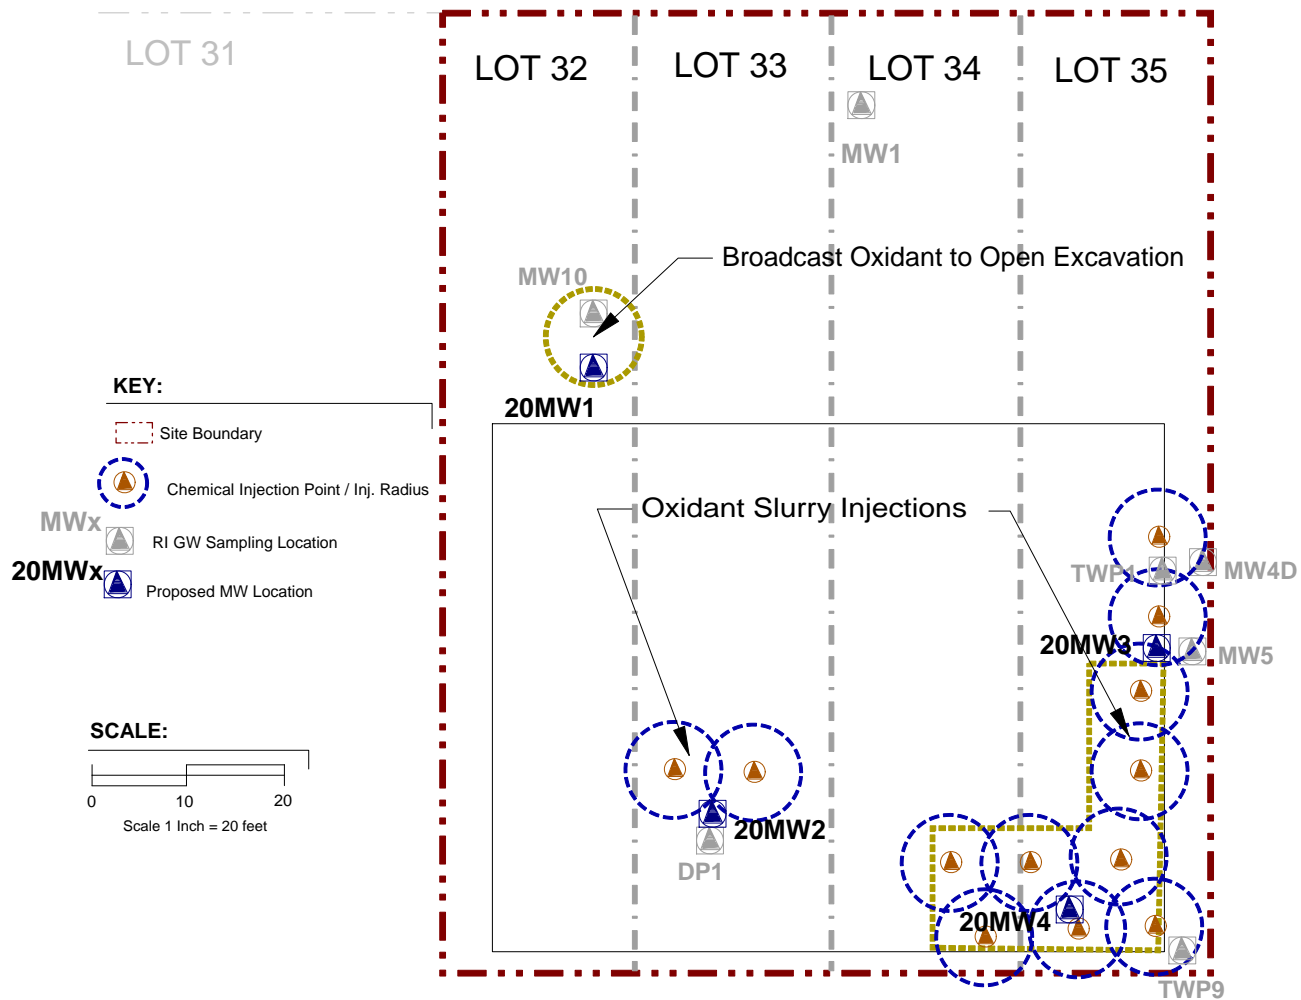 LOT 31
LOT 32
LOT 33
LOT 34
LOT 35
MW1
Broadcast Oxidant to Open Excavation
MW10
20MW1
KEY:
Site Boundary
Chemical Injection Point / Inj. Radius
MWx
RI GW Sampling Location
20MWx
Proposed MW Location
Oxidant Slurry Injections
TWP1
MW4D
20MW3
MW5
SCALE:
0 10 20
Scale 1 Inch = 20 feet
20MW2
DP1
20MW4
TWP9